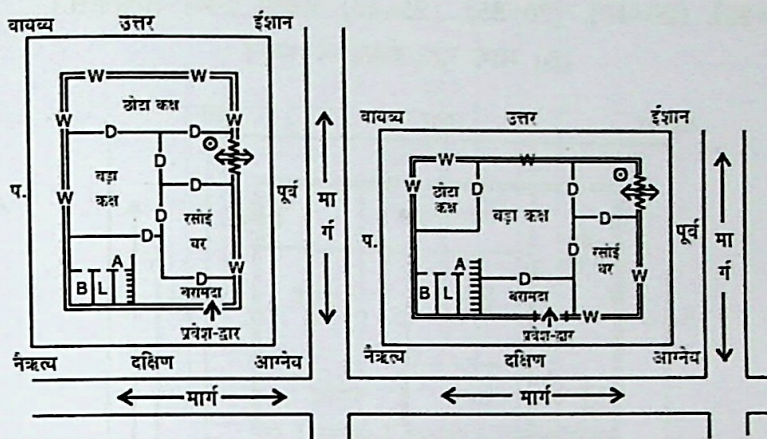 वायव्य उत्तर ईशान
W W
छोटा कक्ष
W W
D D
D
बड़ा
कक्ष
W
D
D
रसोई
घर
D
W
A
B L
D
बरामदा
प्रवेश-द्वार
प.
पूर्व
मार्ग
नैऋत्य दक्षिण आग्नेय
मार्ग
वायव्य उत्तर ईशान
W W
W
छोटा
कक्ष
D
बड़ा कक्ष
D
D
D
रसोई
घर
W
A
B L
D
बरामदा
W
प्रवेश-द्वार
प.
पूर्व
मार्ग
नैऋत्य दक्षिण आग्नेय
मार्ग